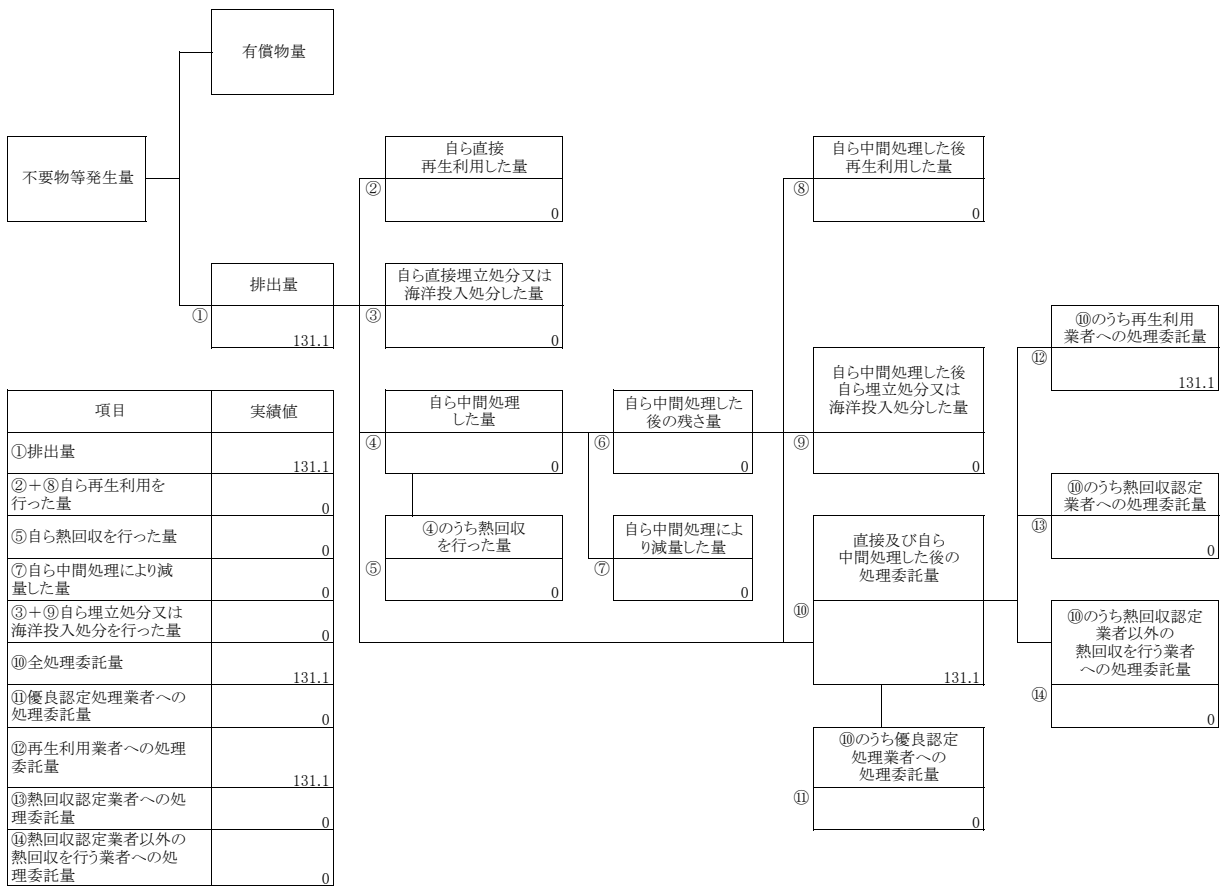 有償物量
不要物等発生量
自ら直接
再生利用した量
②
0
自ら中間処理した後
再生利用した量
⑧
0
排出量
①
131.1
自ら直接埋立処分又は
海洋投入処分した量
③
0
⑩のうち再生利用
業者への処理委託量
⑫
131.1
自ら中間処理
した量
④
0
自ら中間処理した
後の残さ量
⑥
0
自ら中間処理した後
自ら埋立処分又は
海洋投入処分した量
⑨
0
⑩のうち熱回収認定
業者への処理委託量
⑬
0
④のうち熱回収
を行った量
⑤
0
自ら中間処理によ
り減量した量
⑦
0
直接及び自ら
中間処理した後の
処理委託量
⑩
131.1
⑩のうち熱回収認定
業者以外の
熱回収を行う業者
への処理委託量
⑭
0
⑩のうち優良認定
処理業者への
処理委託量
⑪
0
項目 実績値
①排出量
131.1
②+⑧自ら再生利用を
行った量
0
⑤自ら熱回収を行った量
0
⑦自ら中間処理により減
量した量
0
③+⑨自ら埋立処分又は
海洋投入処分を行った量
0
⑩全処理委託量
131.1
⑪優良認定処理業者への
処理委託量
0
⑫再生利用業者への処理
委託量
131.1
⑬熱回収認定業者への処
理委託量
0
⑭熱回収認定業者以外の
熱回収を行う業者への処
理委託量
0